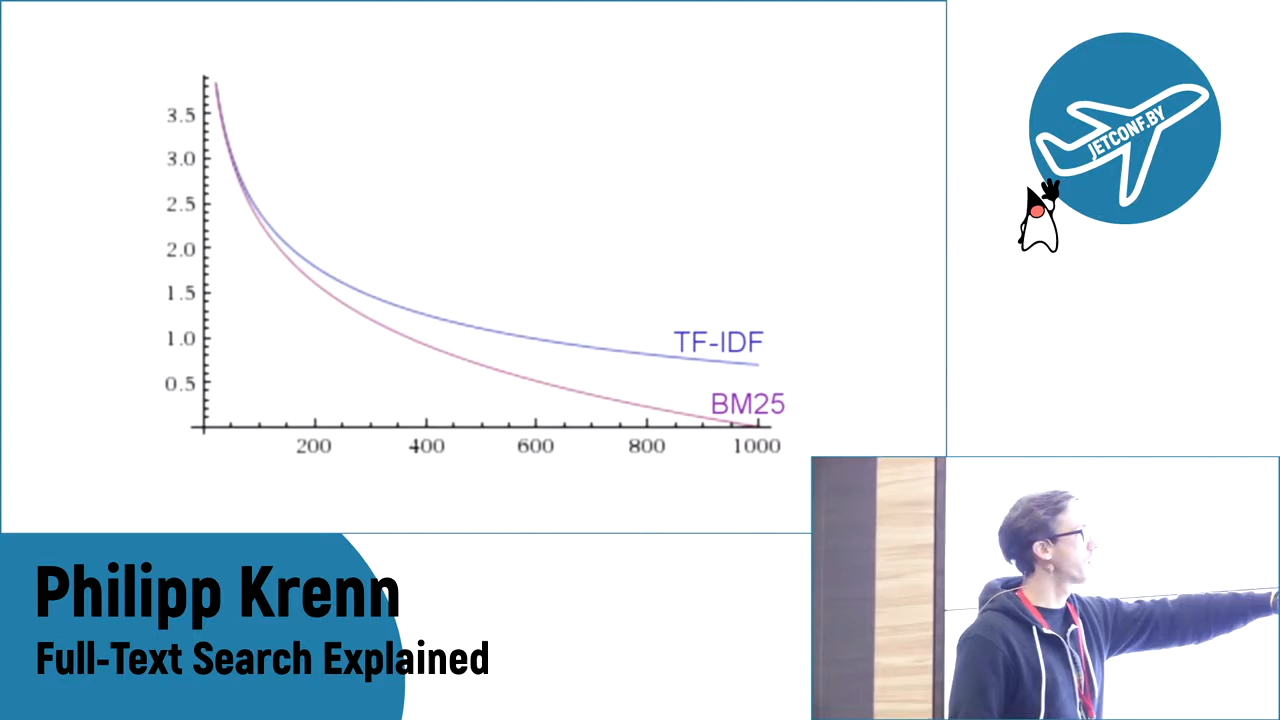 3.5
3.0
2.5
2.0
1.5
1.0
0.5
200 400 600 800 1000
TF-IDF
BM25
JETCONF.BY
Philipp Krenn
Full-Text Search Explained